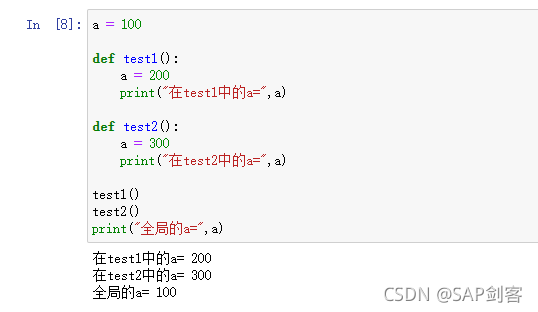 In [8]: a = 100
def test1():
a = 200
print("在test1中的a=",a)
def test2():
a = 300
print("在test2中的a=",a)
test1()
test2()
print("全局的a=",a)
在test1中的a= 200
在test2中的a= 300
全局的a= 100
CSDN @SAP剑客